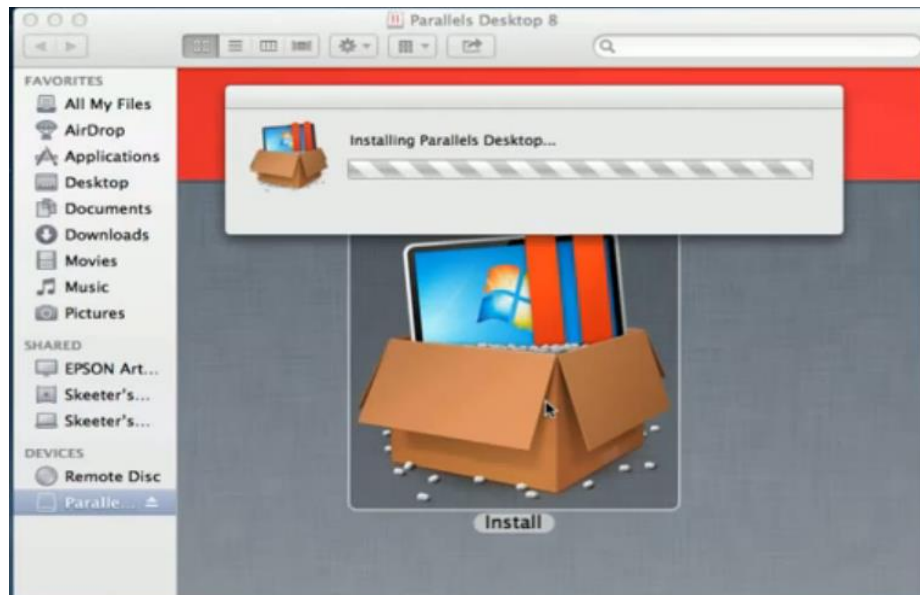 Parallels Desktop 8
FAVORITES
All My Files
AirDrop
Applications
Desktop
Documents
Downloads
Movies
Music
Pictures
SHARED
EPSON Art...
Skeeter's...
Skeeter's...
DEVICES
Remote Disc
Paralle...
Installing Parallels Desktop...
Install